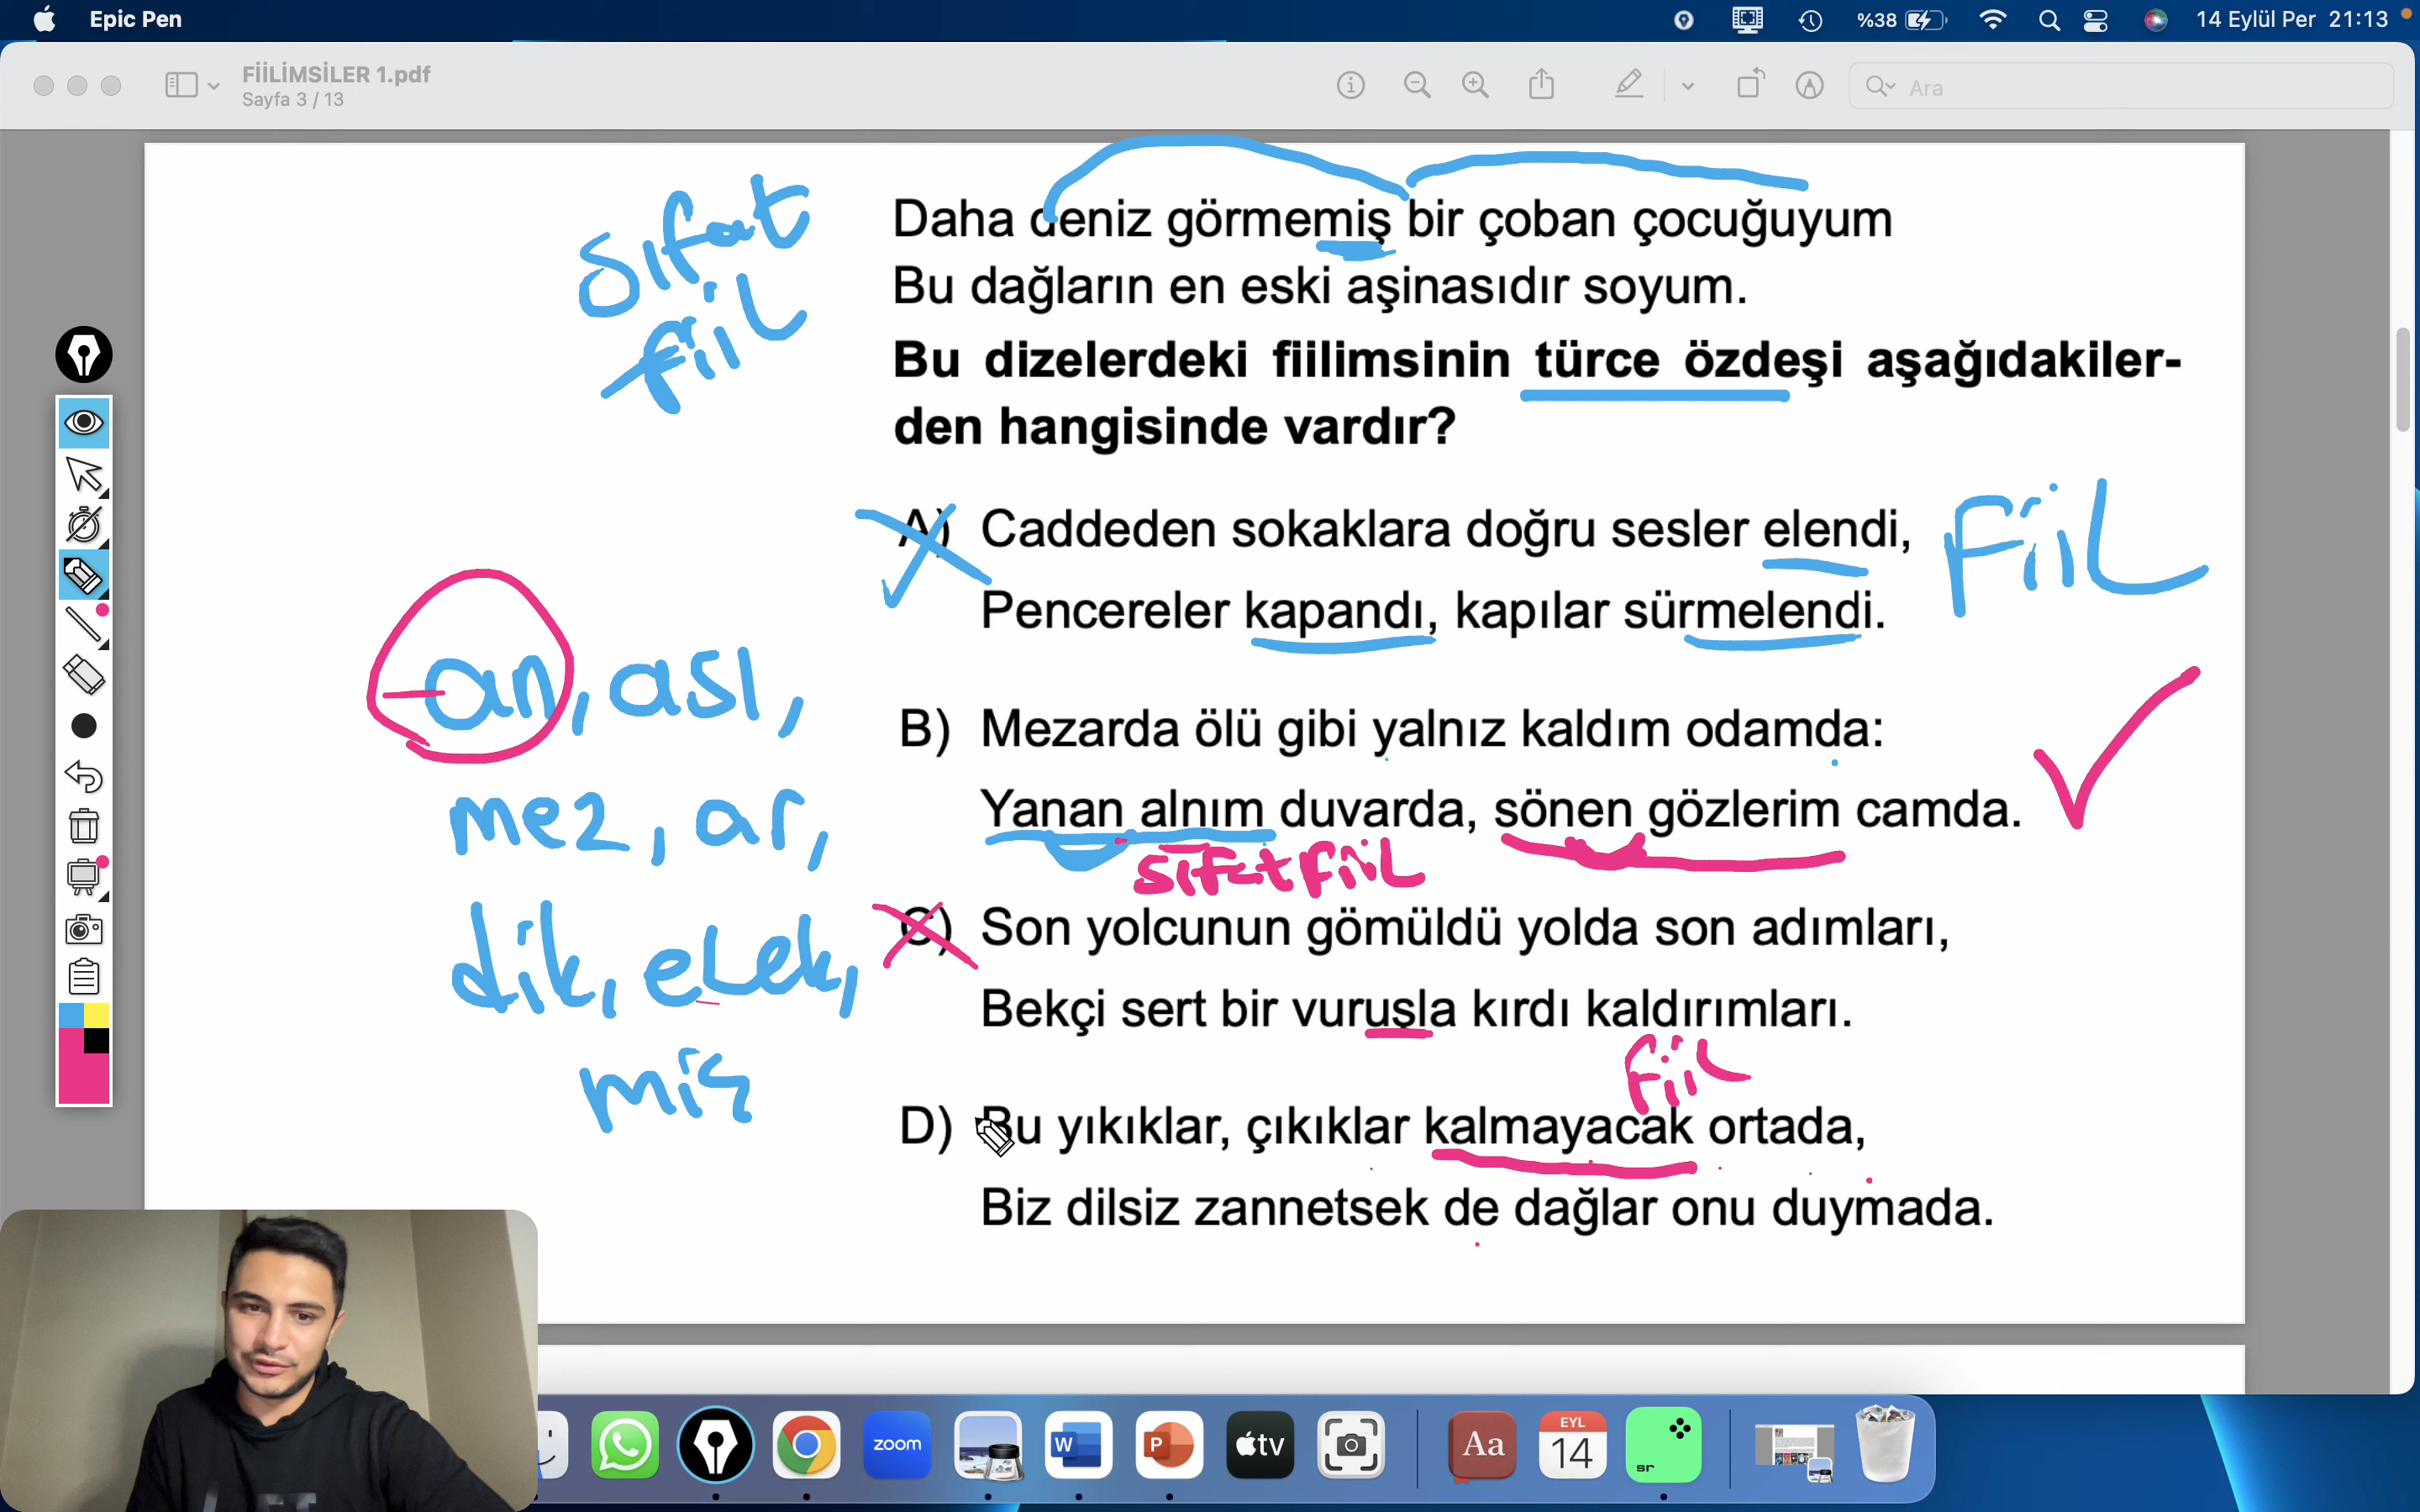 Epic Pen
%38
14 Eylül Per 21:13
FİİLİMSİLER 1.pdf
Sayfa 3 / 13
Ara
sıfat
fiil
Daha deniz görmemiş bir çoban çocuğuyum
Bu dağların en eski aşinasıdır soyum.
Bu dizelerdeki fiilimsinin türce özdeşi aşağıdakiler-
den hangisinde vardır?
A) Caddeden sokaklara doğru sesler elendi,
Pencereler kapandı, kapılar sürmelendi.
Fiil
-an, ası,
mez, ar,
dik, ecek,
miş
B) Mezarda ölü gibi yalnız kaldım odamda:
Yanan alnım duvarda, sönen gözlerim camda.
sıfat fiil
C) Son yolcunun gömüldü yolda son adımları,
Bekçi sert bir vuruşla kırdı kaldırımları.
fiil
D) Bu yıkıklar, çıkıklar kalmayacak ortada,
Biz dilsiz zannetsek de dağlar onu duymada.
zoom
W
P
tv
Aa
EYL
14
sr